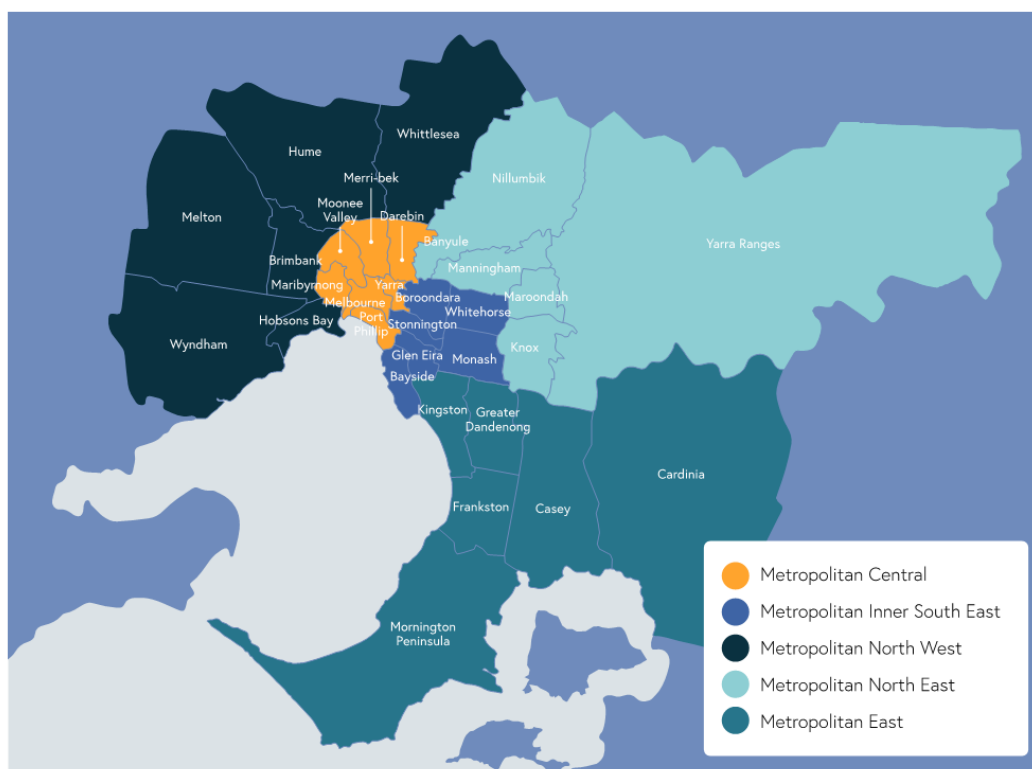 Whittlesea
Hume
Merri-bek
Nillumbik
Moonee
Valley
Darebin
Melton
Banyule
Yarra Ranges
Brimbank
Manningham
Maribyrnong
Yarra
Maroondah
Melbourne
Boroondara
Whitehorse
Hobsons Bay
Port
Phillip
Stonnington
Wyndham
Knox
Glen Eira
Monash
Bayside
Kingston
Greater
Dandenong
Cardinia
Frankston
Casey
Mornington
Peninsula
Metropolitan Central
Metropolitan Inner South East
Metropolitan North West
Metropolitan North East
Metropolitan East